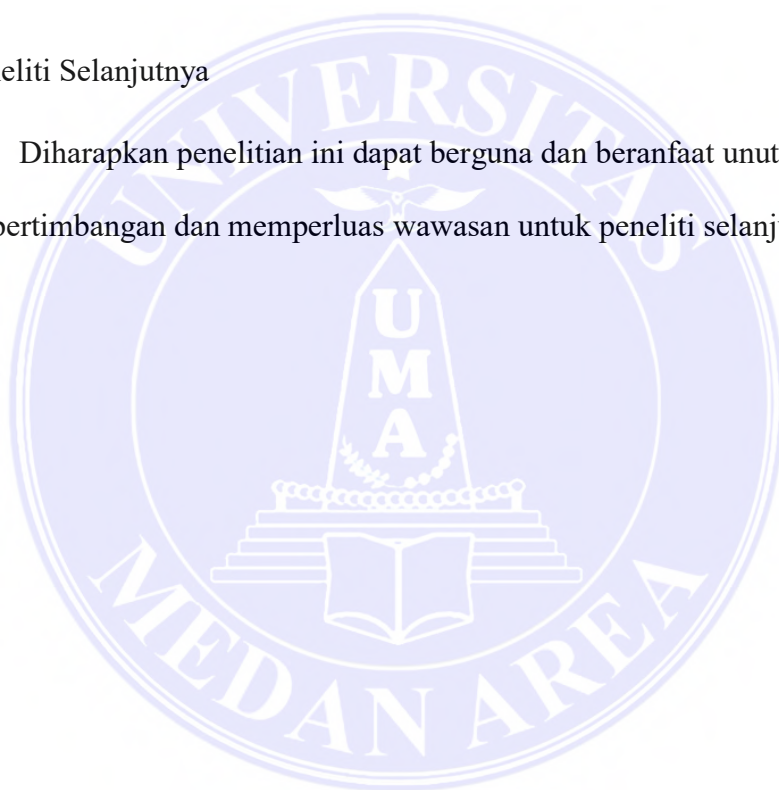 eliti Selanjutnya
Diharapkan penelitian ini dapat berguna dan beranfaat unut
pertimbangan dan memperluas wawasan untuk peneliti selanj
UNIVERSITAS
U
M
A
MEDAN AREA